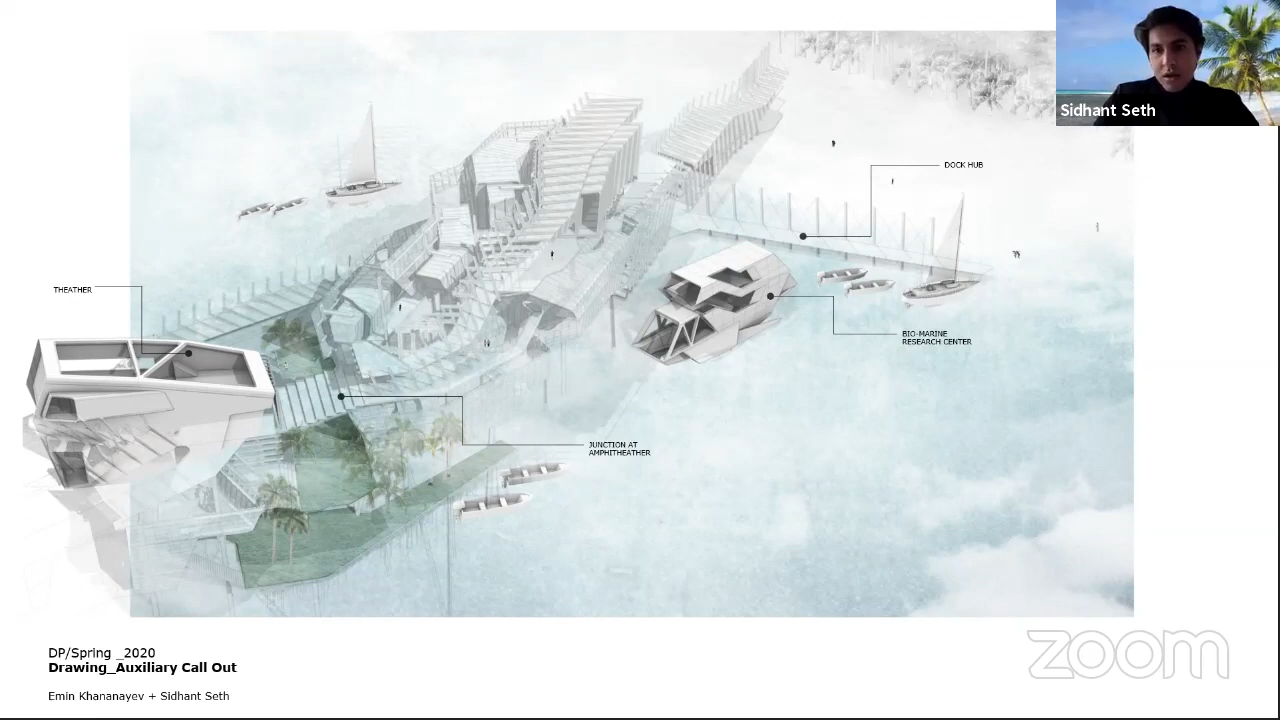 Sidhant Seth
DOCK HUB
THEATHER
BIO-MARINE
RESEARCH CENTER
JUNCTION AT
AMPHITHEATHER
DP/Spring _2020
Drawing_Auxiliary Call Out
Emin Khananayev + Sidhant Seth
zoom